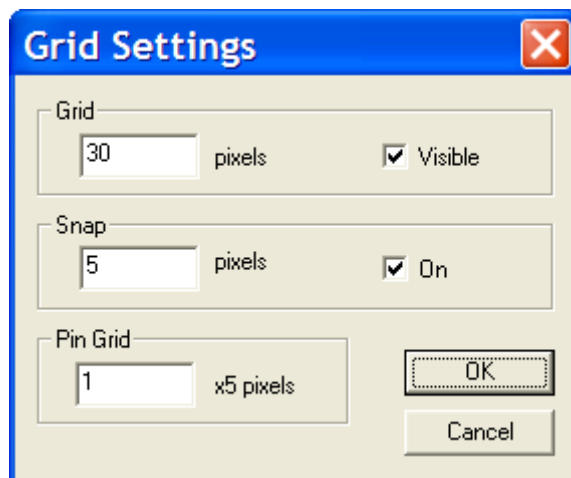 Grid Settings
Grid
30 pixels Visible
Snap
5 pixels On
Pin Grid
1 x5 pixels
OK
Cancel